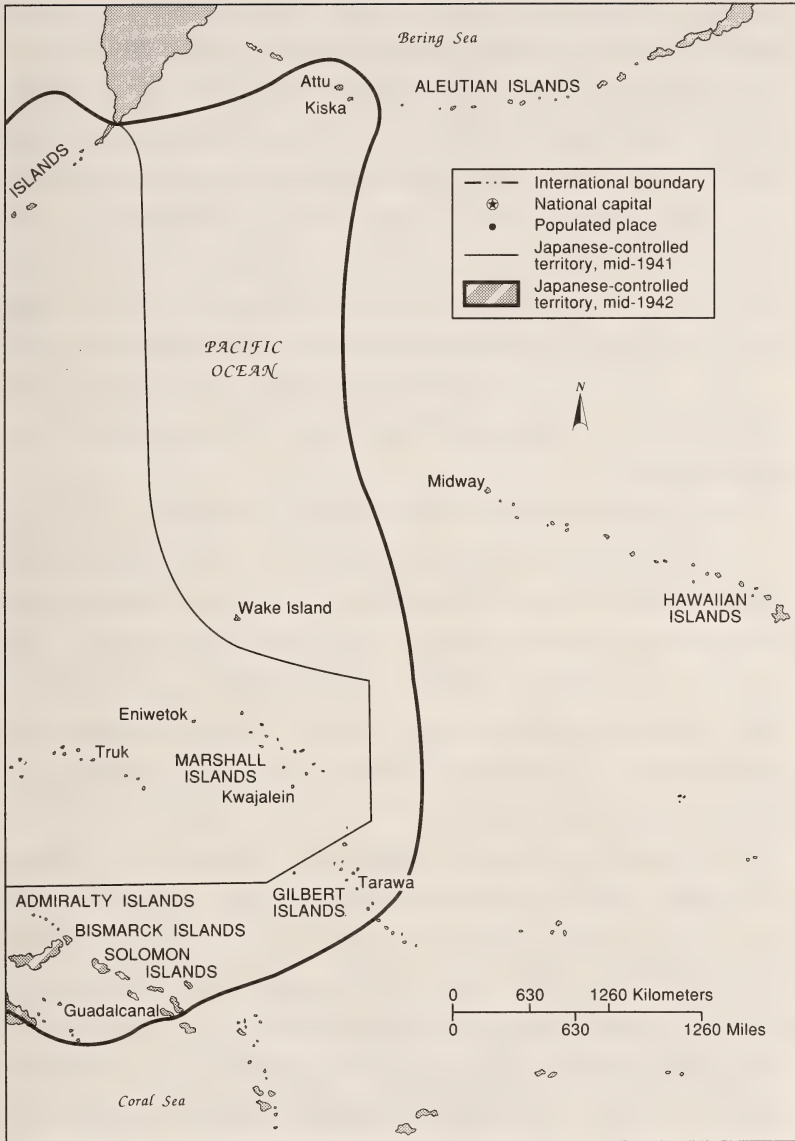 Bering Sea
Attu
Kiska
ALEUTIAN ISLANDS
ISLANDS
International boundary
National capital
Populated place
Japanese-controlled
territory, mid-1941
Japanese-controlled
territory, mid-1942
PACIFIC
OCEAN
N
Midway
Wake Island
HAWAIIAN
ISLANDS
Eniwetok
Truk
MARSHALL
ISLANDS
Kwajalein
Tarawa
GILBERT
ISLANDS
ADMIRALTY ISLANDS
BISMARCK ISLANDS
SOLOMON
ISLANDS
Guadalcanal
0 630 1260 Kilometers
0 630 1260 Miles
Coral Sea